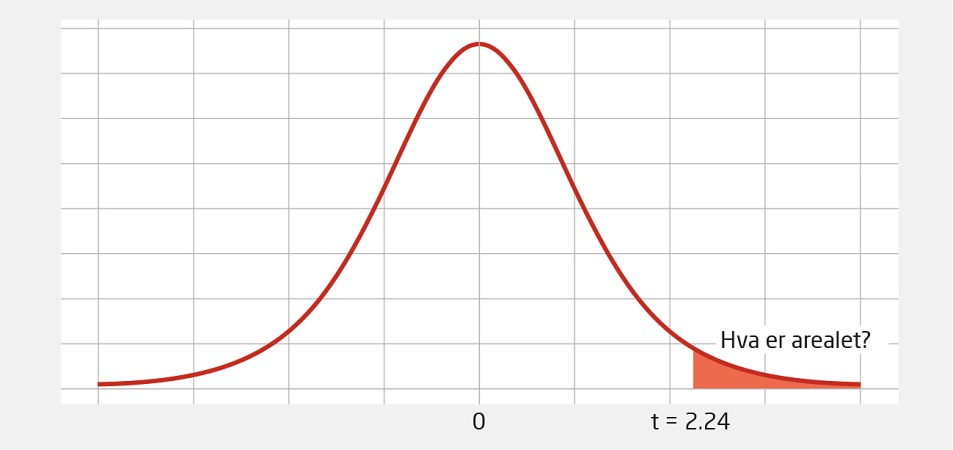 Hva er arealet?
0
t = 2.24